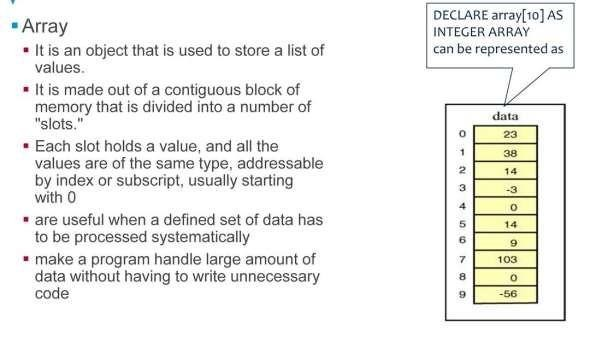 Array
It is an object that is used to store a list of
values.
It is made out of a contiguous block of
memory that is divided into a number of
"slots."
Each slot holds a value, and all the
values are of the same type, addressable
by index or subscript, usually starting
with 0
are useful when a defined set of data has
to be processed systematically
make a program handle large amount of
data without having to write unnecessary
code
DECLARE array[10] AS
INTEGER ARRAY
can be represented as
data
0 23
1 38
2 14
3 -3
4 0
5 14
6 9
7 103
8 0
9 -56